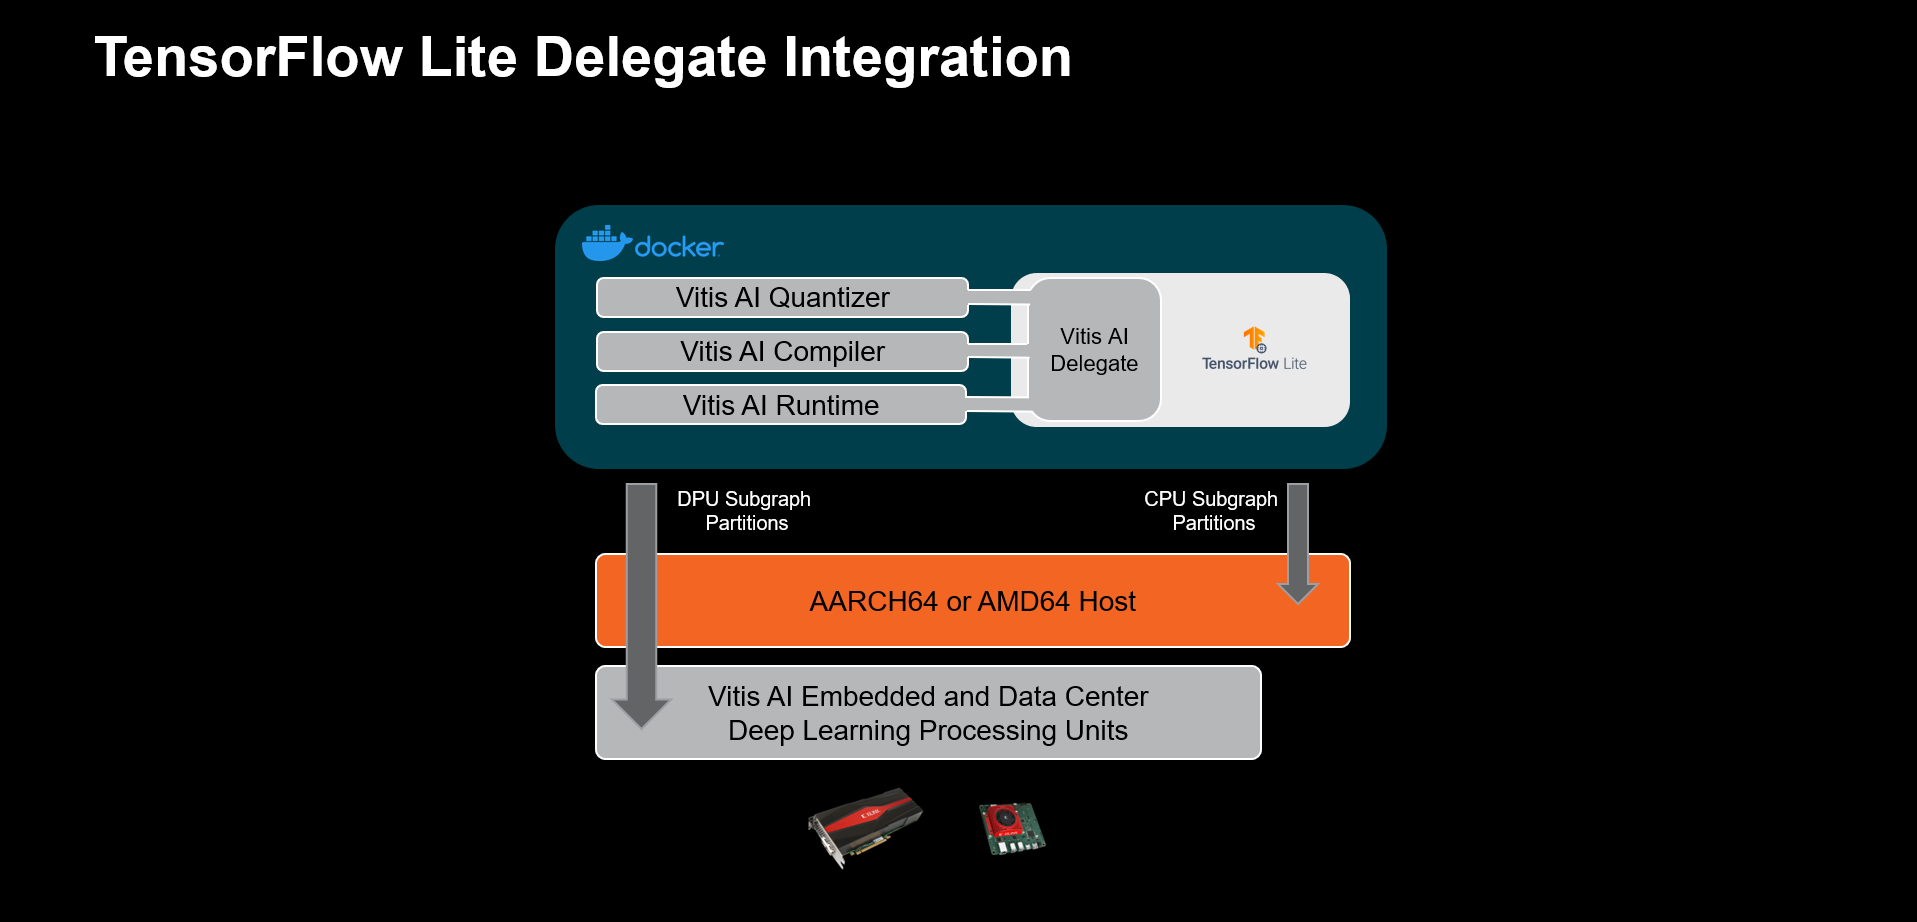 TensorFlow Lite Delegate Integration
docker
Vitis AI Quantizer
Vitis AI Compiler
Vitis AI Runtime
Vitis AI
Delegate
TensorFlow Lite
DPU Subgraph
Partitions
CPU Subgraph
Partitions
AARCH64 or AMD64 Host
Vitis AI Embedded and Data Center
Deep Learning Processing Units
XILINX